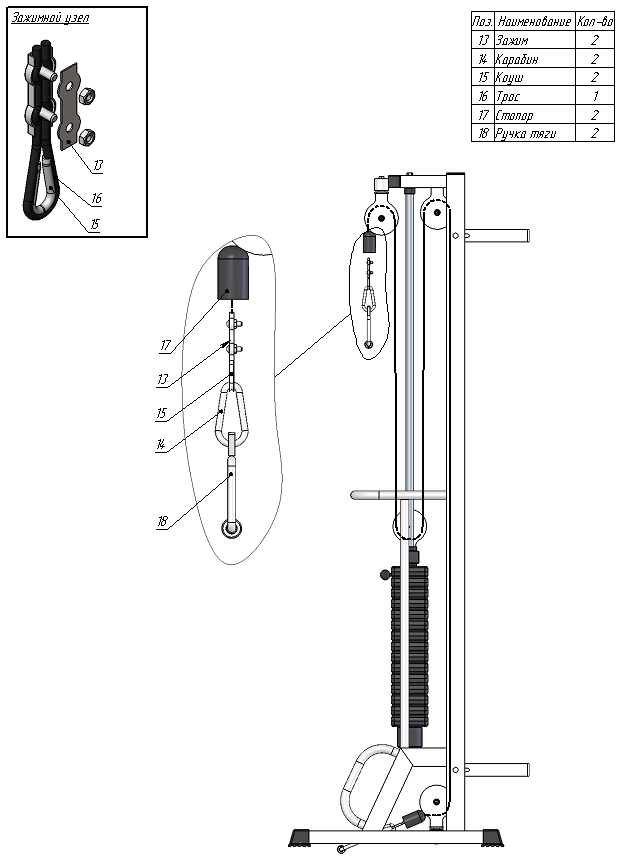 Зажимной узел
13
16
15
Поз. Наименование Кол-во
13 Зажим 2
14 Карабин 2
15 Коуш 2
16 Трос 1
17 Стопор 2
18 Ручка тяги 2
17
13
15
14
18